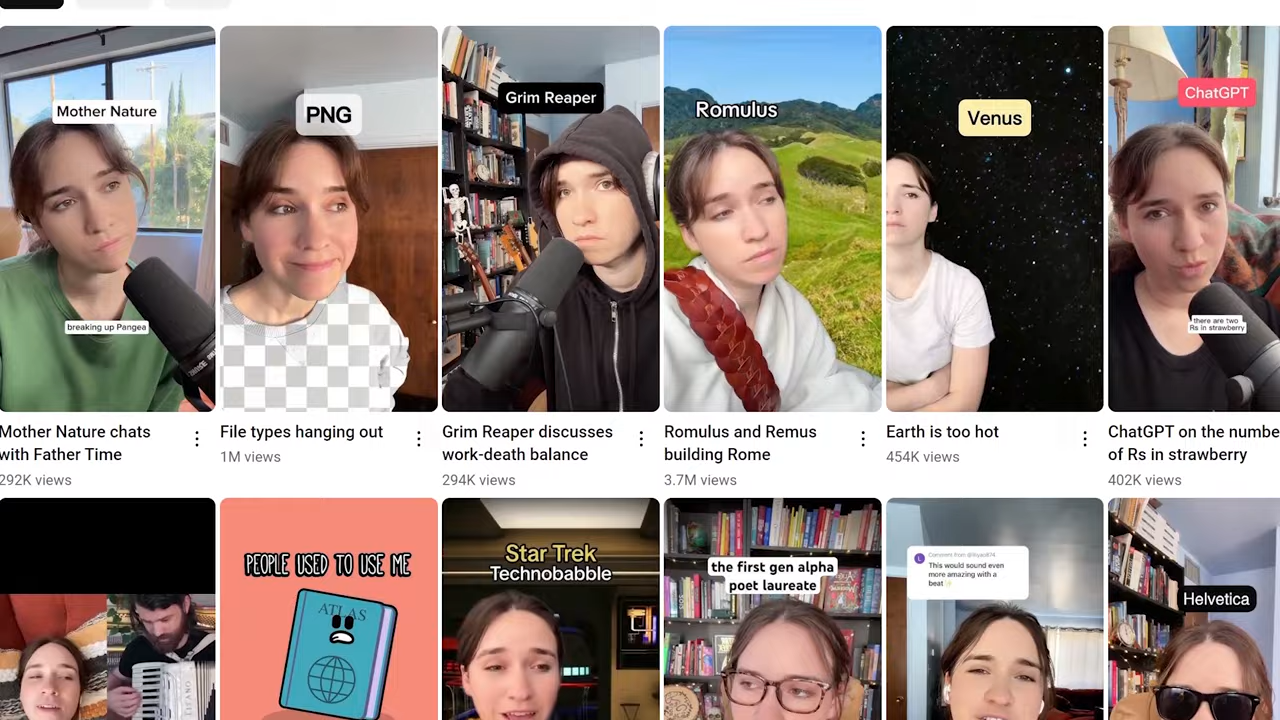 Mother Nature
breaking up Pangea
PNG
Grim Reaper
Romulus
Venus
ChatGPT
there are two
Rs in strawberry
Mother Nature chats
with Father Time
292K views
File types hanging out
1M views
Grim Reaper discusses
work-death balance
294K views
Romulus and Remus
building Rome
3.7M views
Earth is too hot
454K views
ChatGPT on the numbe
of Rs in strawberry
402K views
PEOPLE USED TO USE ME
ATLAS
Star Trek
Technobabble
the first gen alpha
poet laureate
This would sound even
more amazing with a
beat
Helvetica